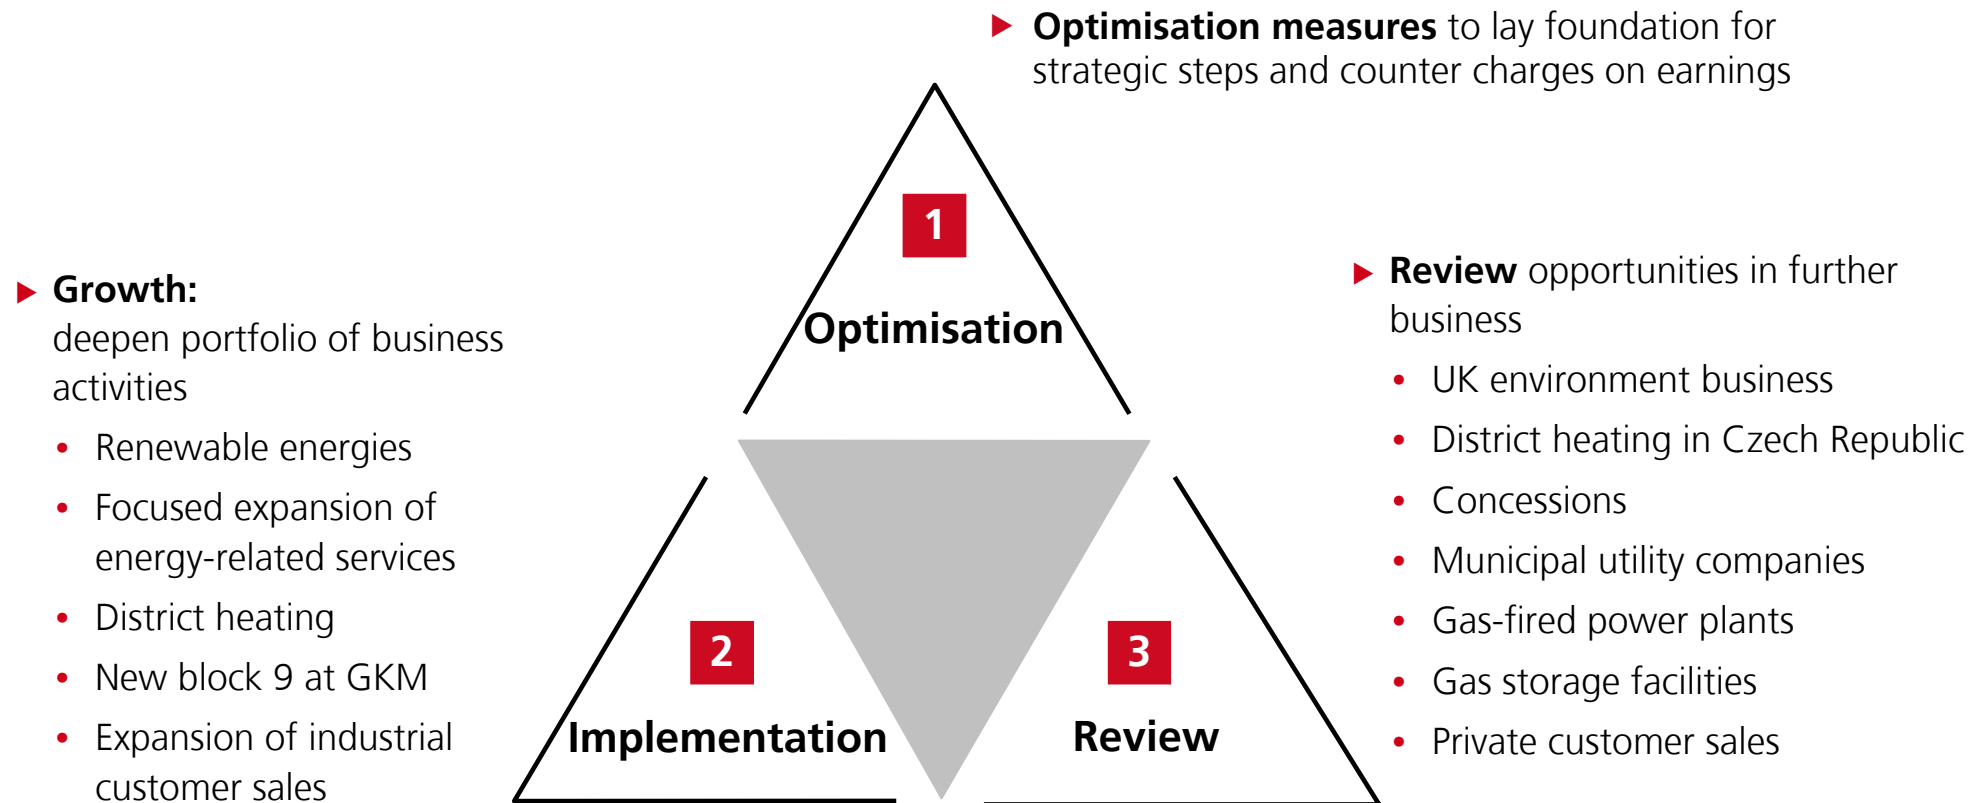 Optimisation measures to lay foundation for
strategic steps and counter charges on earnings
1
Optimisation
Growth:
deepen portfolio of business
activities
• Renewable energies
• Focused expansion of
energy-related services
• District heating
• New block 9 at GKM
• Expansion of industrial
customer sales
2
Implementation
3
Review
Review opportunities in further
business
• UK environment business
• District heating in Czech Republic
• Concessions
• Municipal utility companies
• Gas-fired power plants
• Gas storage facilities
• Private customer sales